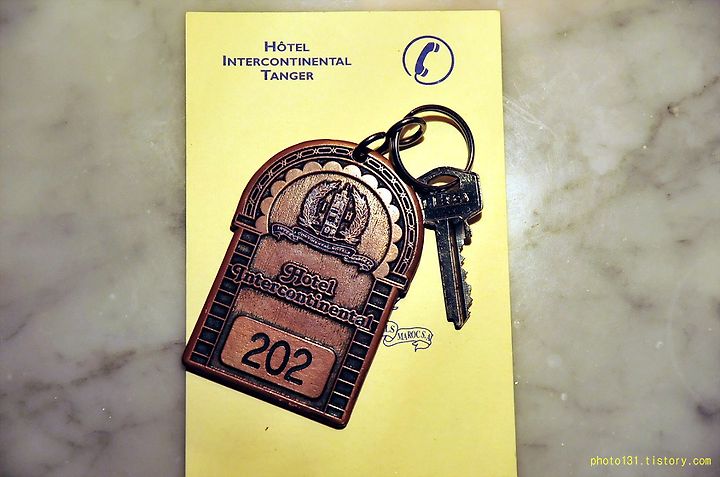 HÔTEL
INTERCONTINENTAL
TANGER
Hotel
Intercontinental
202
MAROC S.A
photo131.tistory.com